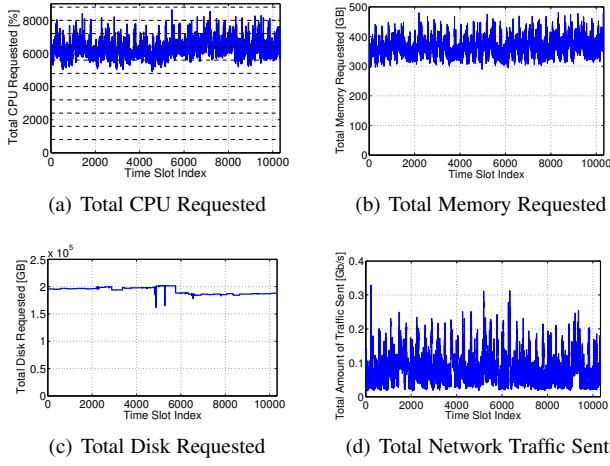 Total CPU Requested [%]
8000
6000
4000
2000
0
0 2000 4000 6000 8000 10000
Time Slot Index
(a) Total CPU Requested
Total Memory Requested [GB]
500
400
300
200
100
0
0 2000 4000 6000 8000 10000
Time Slot Index
(b) Total Memory Requested
Total Disk Requested [GB]
x 10^5
2.5
2
1.5
1
0.5
0
0 2000 4000 6000 8000 10000
Time Slot Index
(c) Total Disk Requested
Total Amount of Traffic Sent [Gb/s]
0.4
0.3
0.2
0.1
0
0 2000 4000 6000 8000 10000
Time Slot Index
(d) Total Network Traffic Sent